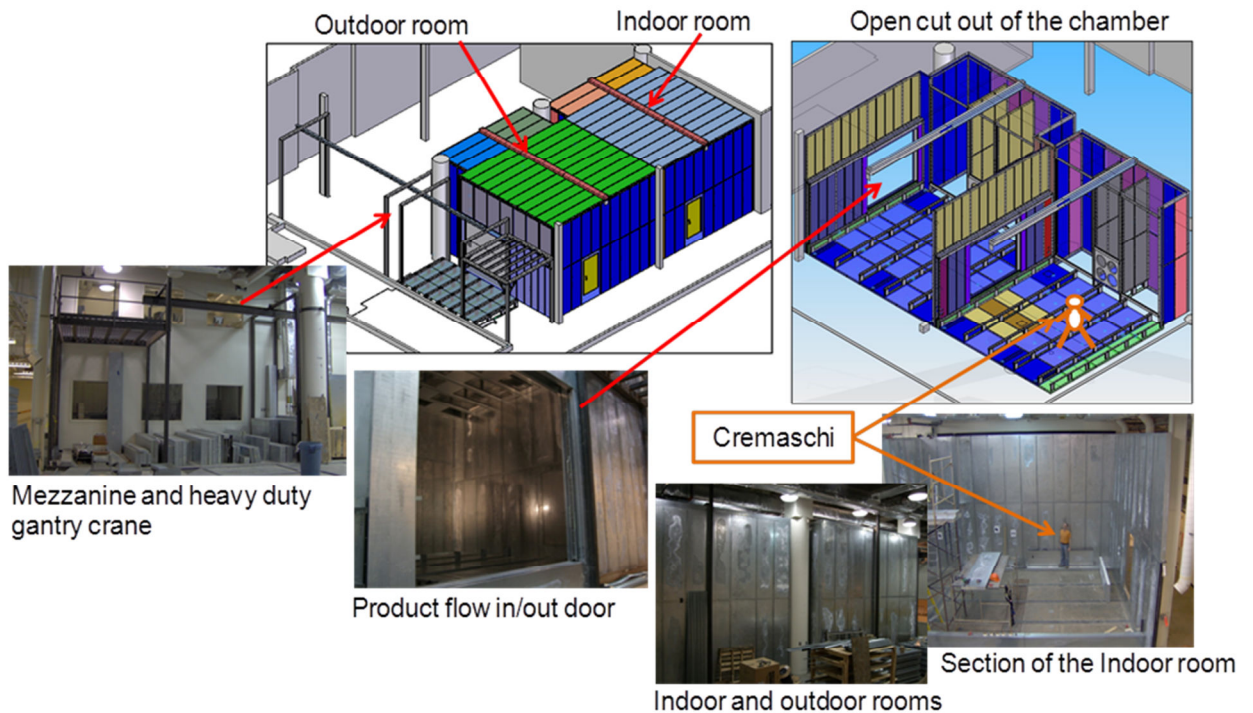 Outdoor room
Indoor room
Open cut out of the chamber
Mezzanine and heavy duty
gantry crane
Product flow in/out door
Cremaschi
Indoor and outdoor rooms
Section of the Indoor room